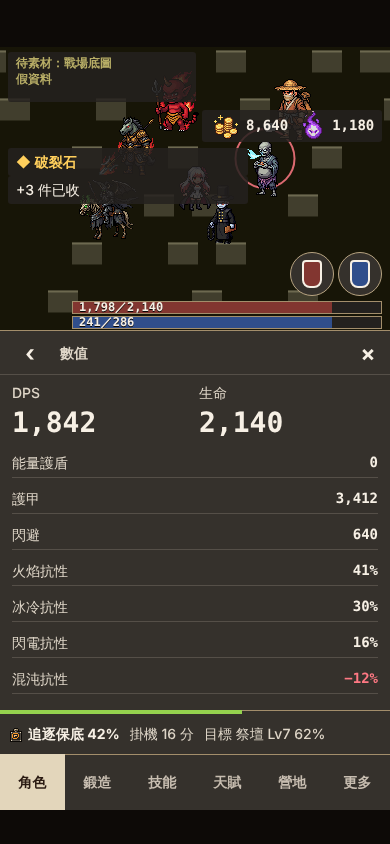 待素材：戰場底圖
假資料
8,640 1,180
◆ 破裂石
+3 件已收
1,798／2,140
241／286
‹ 數值 ×
DPS 生命
1,842 2,140
能量護盾 0
護甲 3,412
閃避 640
火焰抗性 41%
冰冷抗性 30%
閃電抗性 16%
混沌抗性 −12%
追逐保底 42% 掛機 16 分 目標 祭壇 Lv7 62%
角色 鍛造 技能 天賦 營地 更多